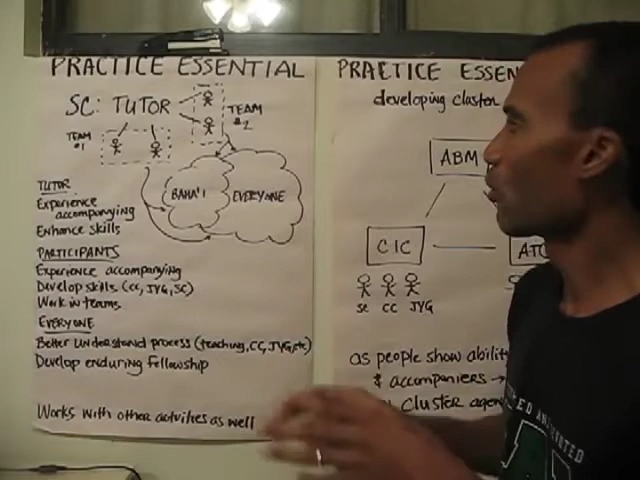 PRACTICE ESSENTIAL
SC: TUTOR
TEAM
#2
TEAM
#1
BAHA'I
EVERYONE
TUTOR
Experience
accompanying
Enhance skills
PARTICIPANTS
Experience accompanying
Develop skills (CC, JYG, SC)
Work in teams
EVERYONE
Better understand process (teaching, CC, JYG, etc)
Develop enduring fellowship
Works with other activities as well
PRACTICE ESSEN
developing cluster
ABM
CIC
ATC
SC CC JYG
as people show ability
& accompaniers →
cluster agen